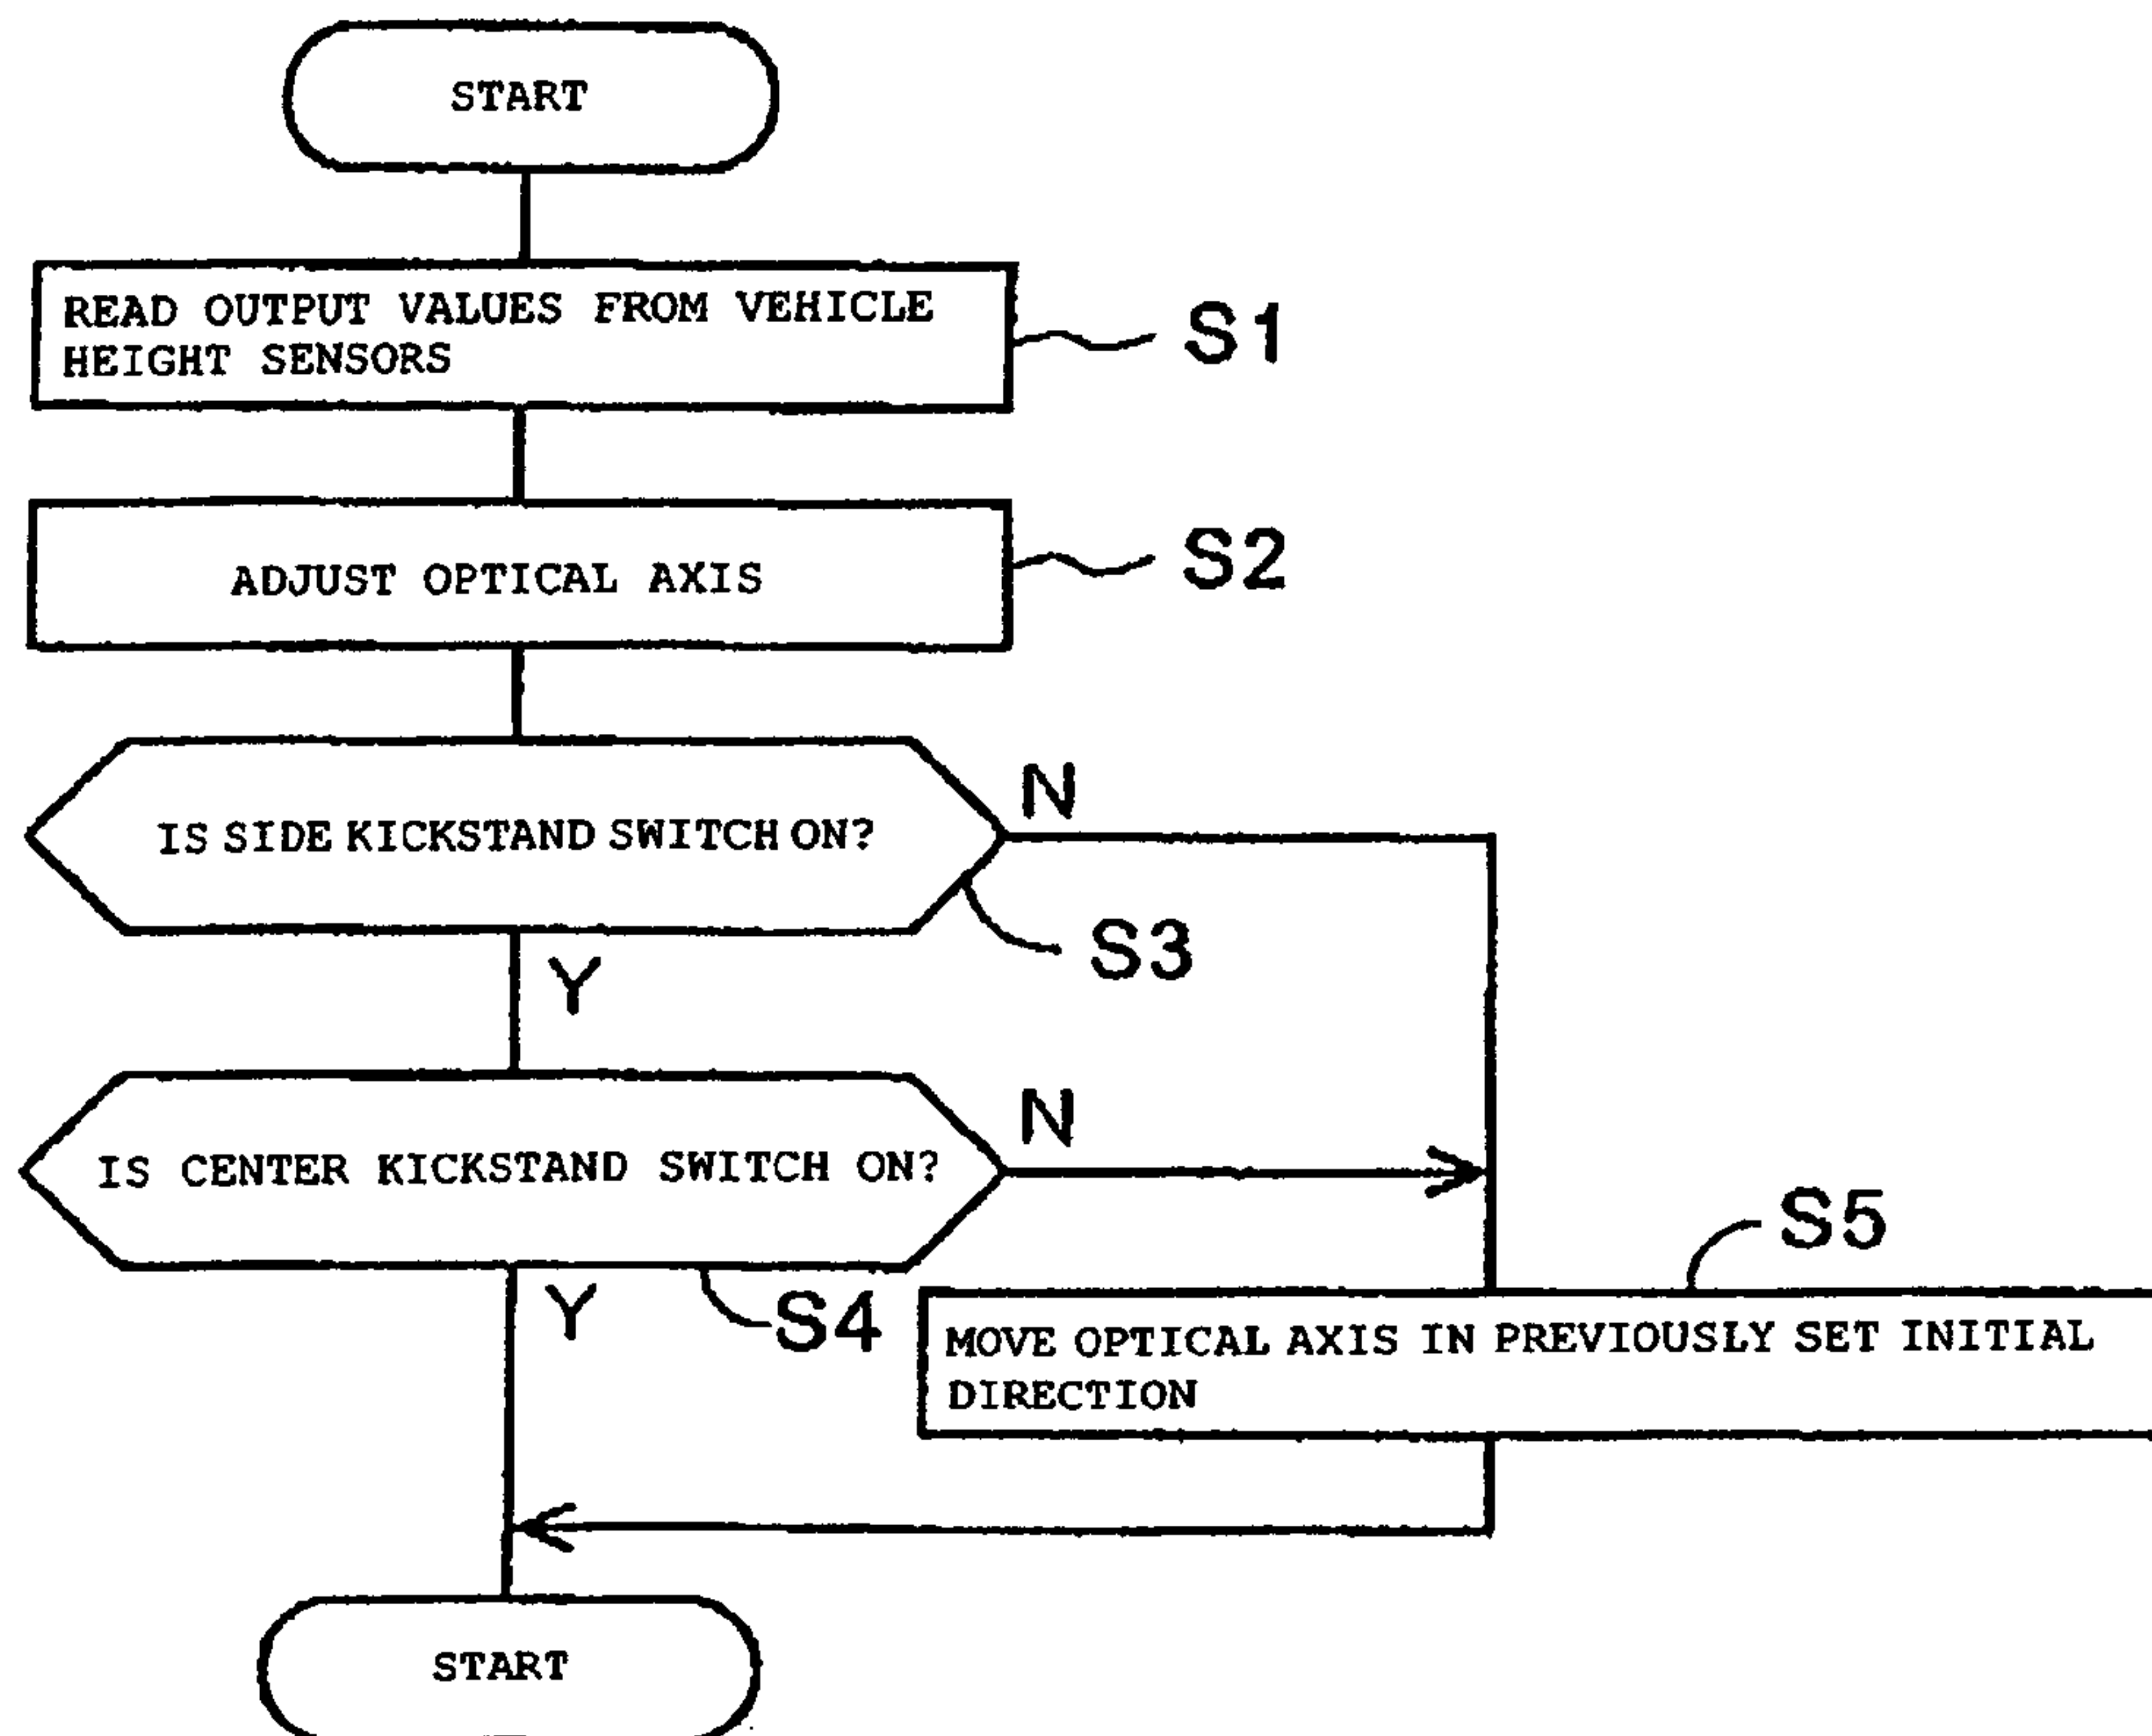 START
READ OUTPUT VALUES FROM VEHICLE
HEIGHT SENSORS
S1
ADJUST OPTICAL AXIS
S2
IS SIDE KICKSTAND SWITCH ON?
N
S3
Y
IS CENTER KICKSTAND SWITCH ON?
N
S4
Y
S5
MOVE OPTICAL AXIS IN PREVIOUSLY SET INITIAL
DIRECTION
START